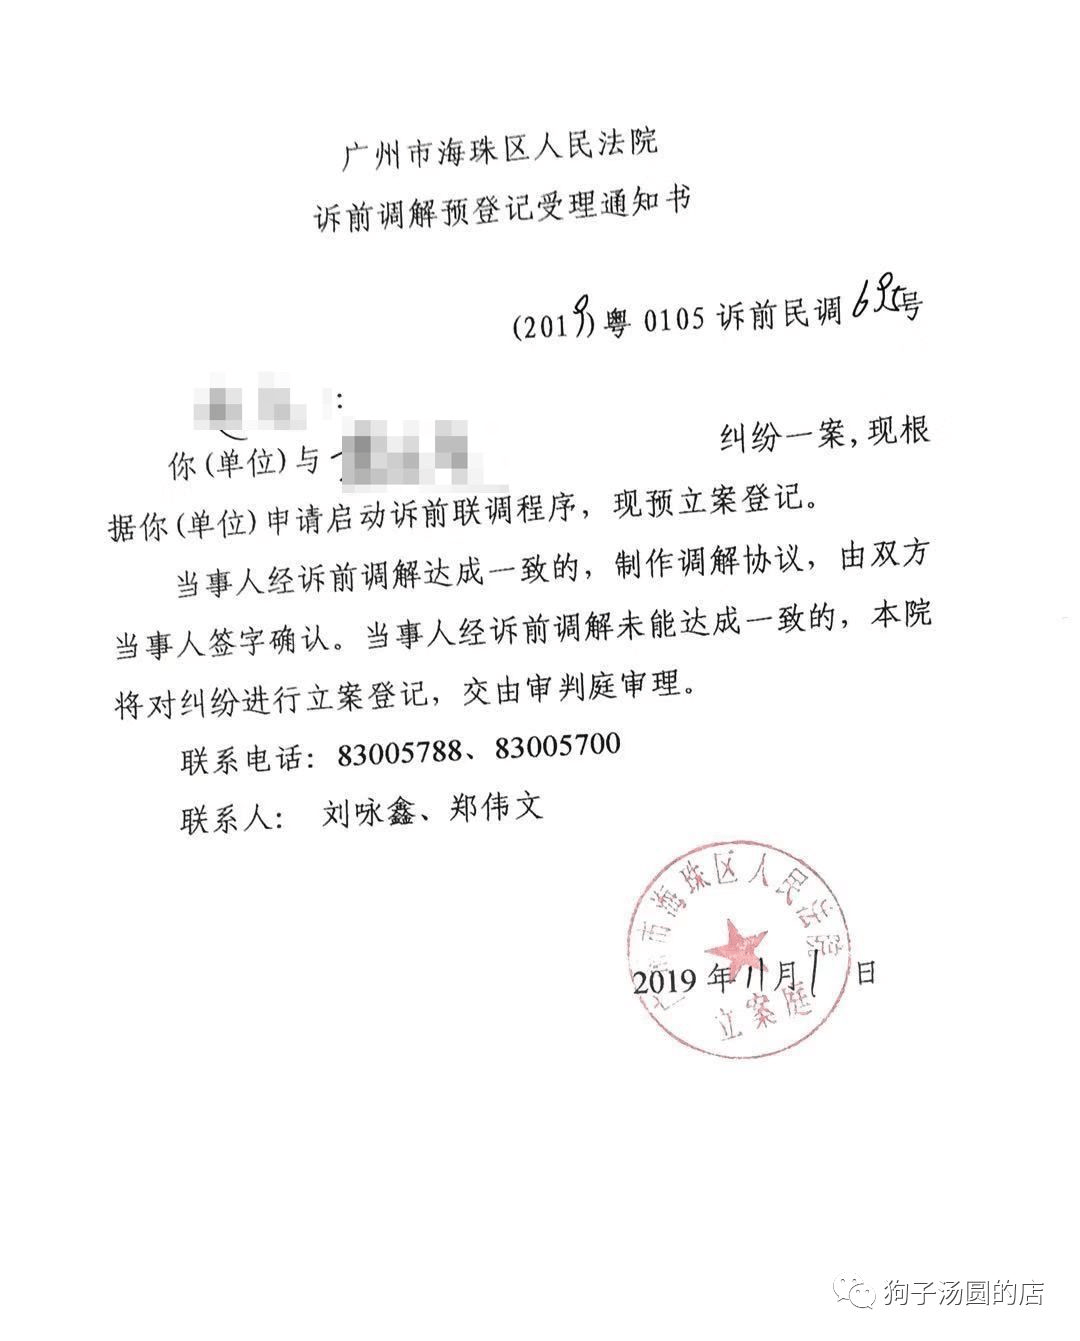 广州市海珠区人民法院
诉前调解预登记受理通知书
(2019)粤 0105 诉前民调695号
：
你(单位)与 纠纷一案，现根
据你(单位)申请启动诉前联调程序，现预立案登记。
当事人经诉前调解达成一致的，制作调解协议，由双方
当事人签字确认。当事人经诉前调解未能达成一致的，本院
将对纠纷进行立案登记，交由审判庭审理。
联系电话：83005788、83005700
联系人： 刘咏鑫、郑伟文
广州市海珠区人民法院
2019 年 11 月 1 日
立案庭
狗子汤圆的店